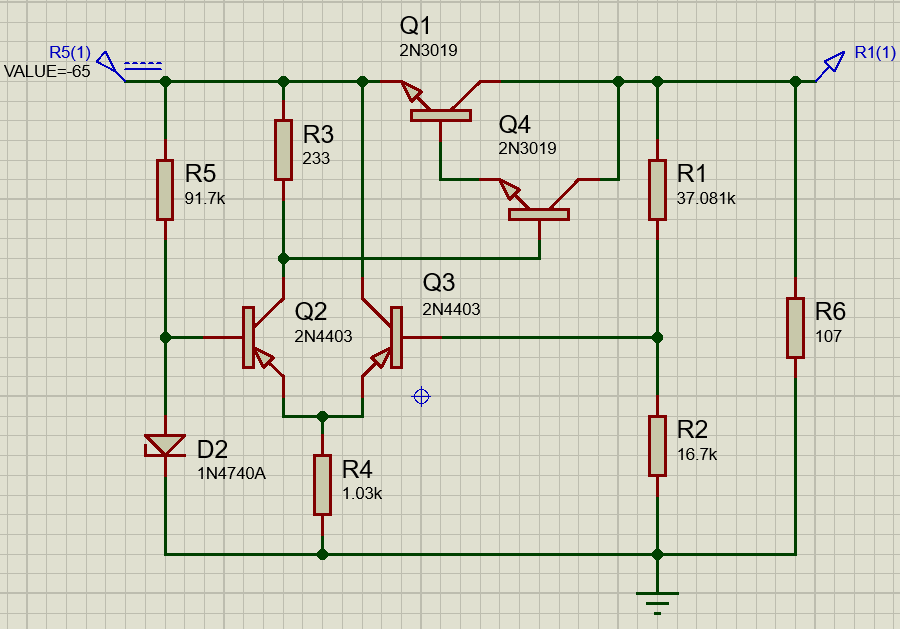 Q1
2N3019
R5(1)
VALUE=-65
R1(1)
Q4
2N3019
R3
233
R5
91.7k
R1
37.081k
Q3
2N4403
Q2
2N4403
R6
107
D2
1N4740A
R4
1.03k
R2
16.7k